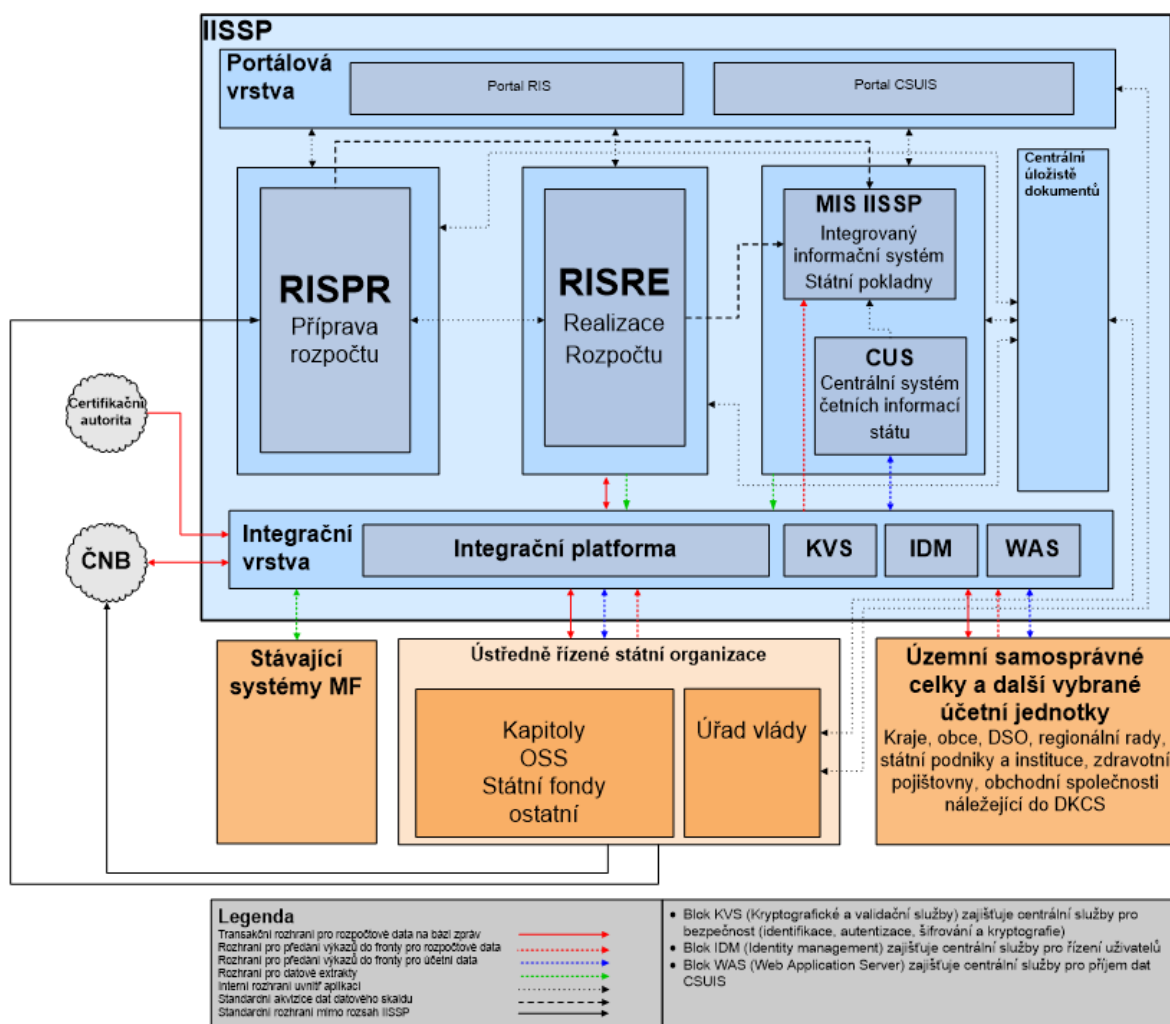 IISSP
Portálová
vrstva
Portal RIS
Portal CSUIS
Centrální
úložistě
dokumentů
RISPR
Příprava
rozpočtu
RISRE
Realizace
Rozpočtu
MIS IISSP
Integrovaný
informační systém
Státní pokladny
CUS
Centrální systém
četních informací
státu
Certifikační
autorita
ČNB
Integrační
vrstva
Integrační platforma
KVS
IDM
WAS
Stávající
systémy MF
Ústředně řízené státní organizace
Kapitoly
OSS
Státní fondy
ostatní
Úřad vlády
Územní samosprávné
celky a další vybrané
účetní jednotky
Kraje, obce, DSO, regionální rady,
státní podniky a instituce, zdravotní
pojištovny, obchodní společnosti
náležející do DKCS
Legenda
Transakční rozhraní pro rozpočtové data na bázi zpráv
Rozhraní pro předání výkazů do fronty pro rozpočtové data
Rozhraní pro předání výkazů do fronty pro účetní data
Rozhraní pro datové extrakty
Interní rozhraní uvnitř aplikací
Standardní akvizice dat datového skaldu
Standardní rozhraní mimo rozsah IISSP
• Blok KVS (Kryptografické a validační služby) zajišťuje centrální služby pro
bezpečnost (identifikace, autentizace, šifrování a kryptografie)
• Blok IDM (Identity management) zajišťuje centrální služby pro řízení uživatelů
• Blok WAS (Web Application Server) zajišťuje centrální služby pro příjem dat
CSUIS